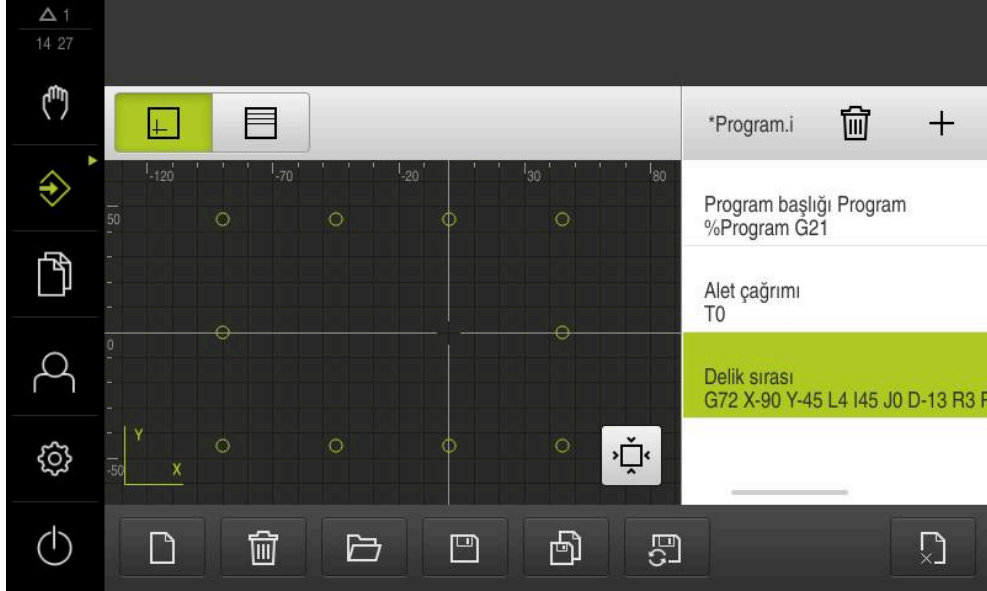 1
14 27
*Program.i
-120
-70
-20
30
80
50
0
-50
Y
X
Program başlığı Program
%Program G21
Alet çağrımı
T0
Delik sırası
G72 X-90 Y-45 L4 I45 J0 D-13 R3